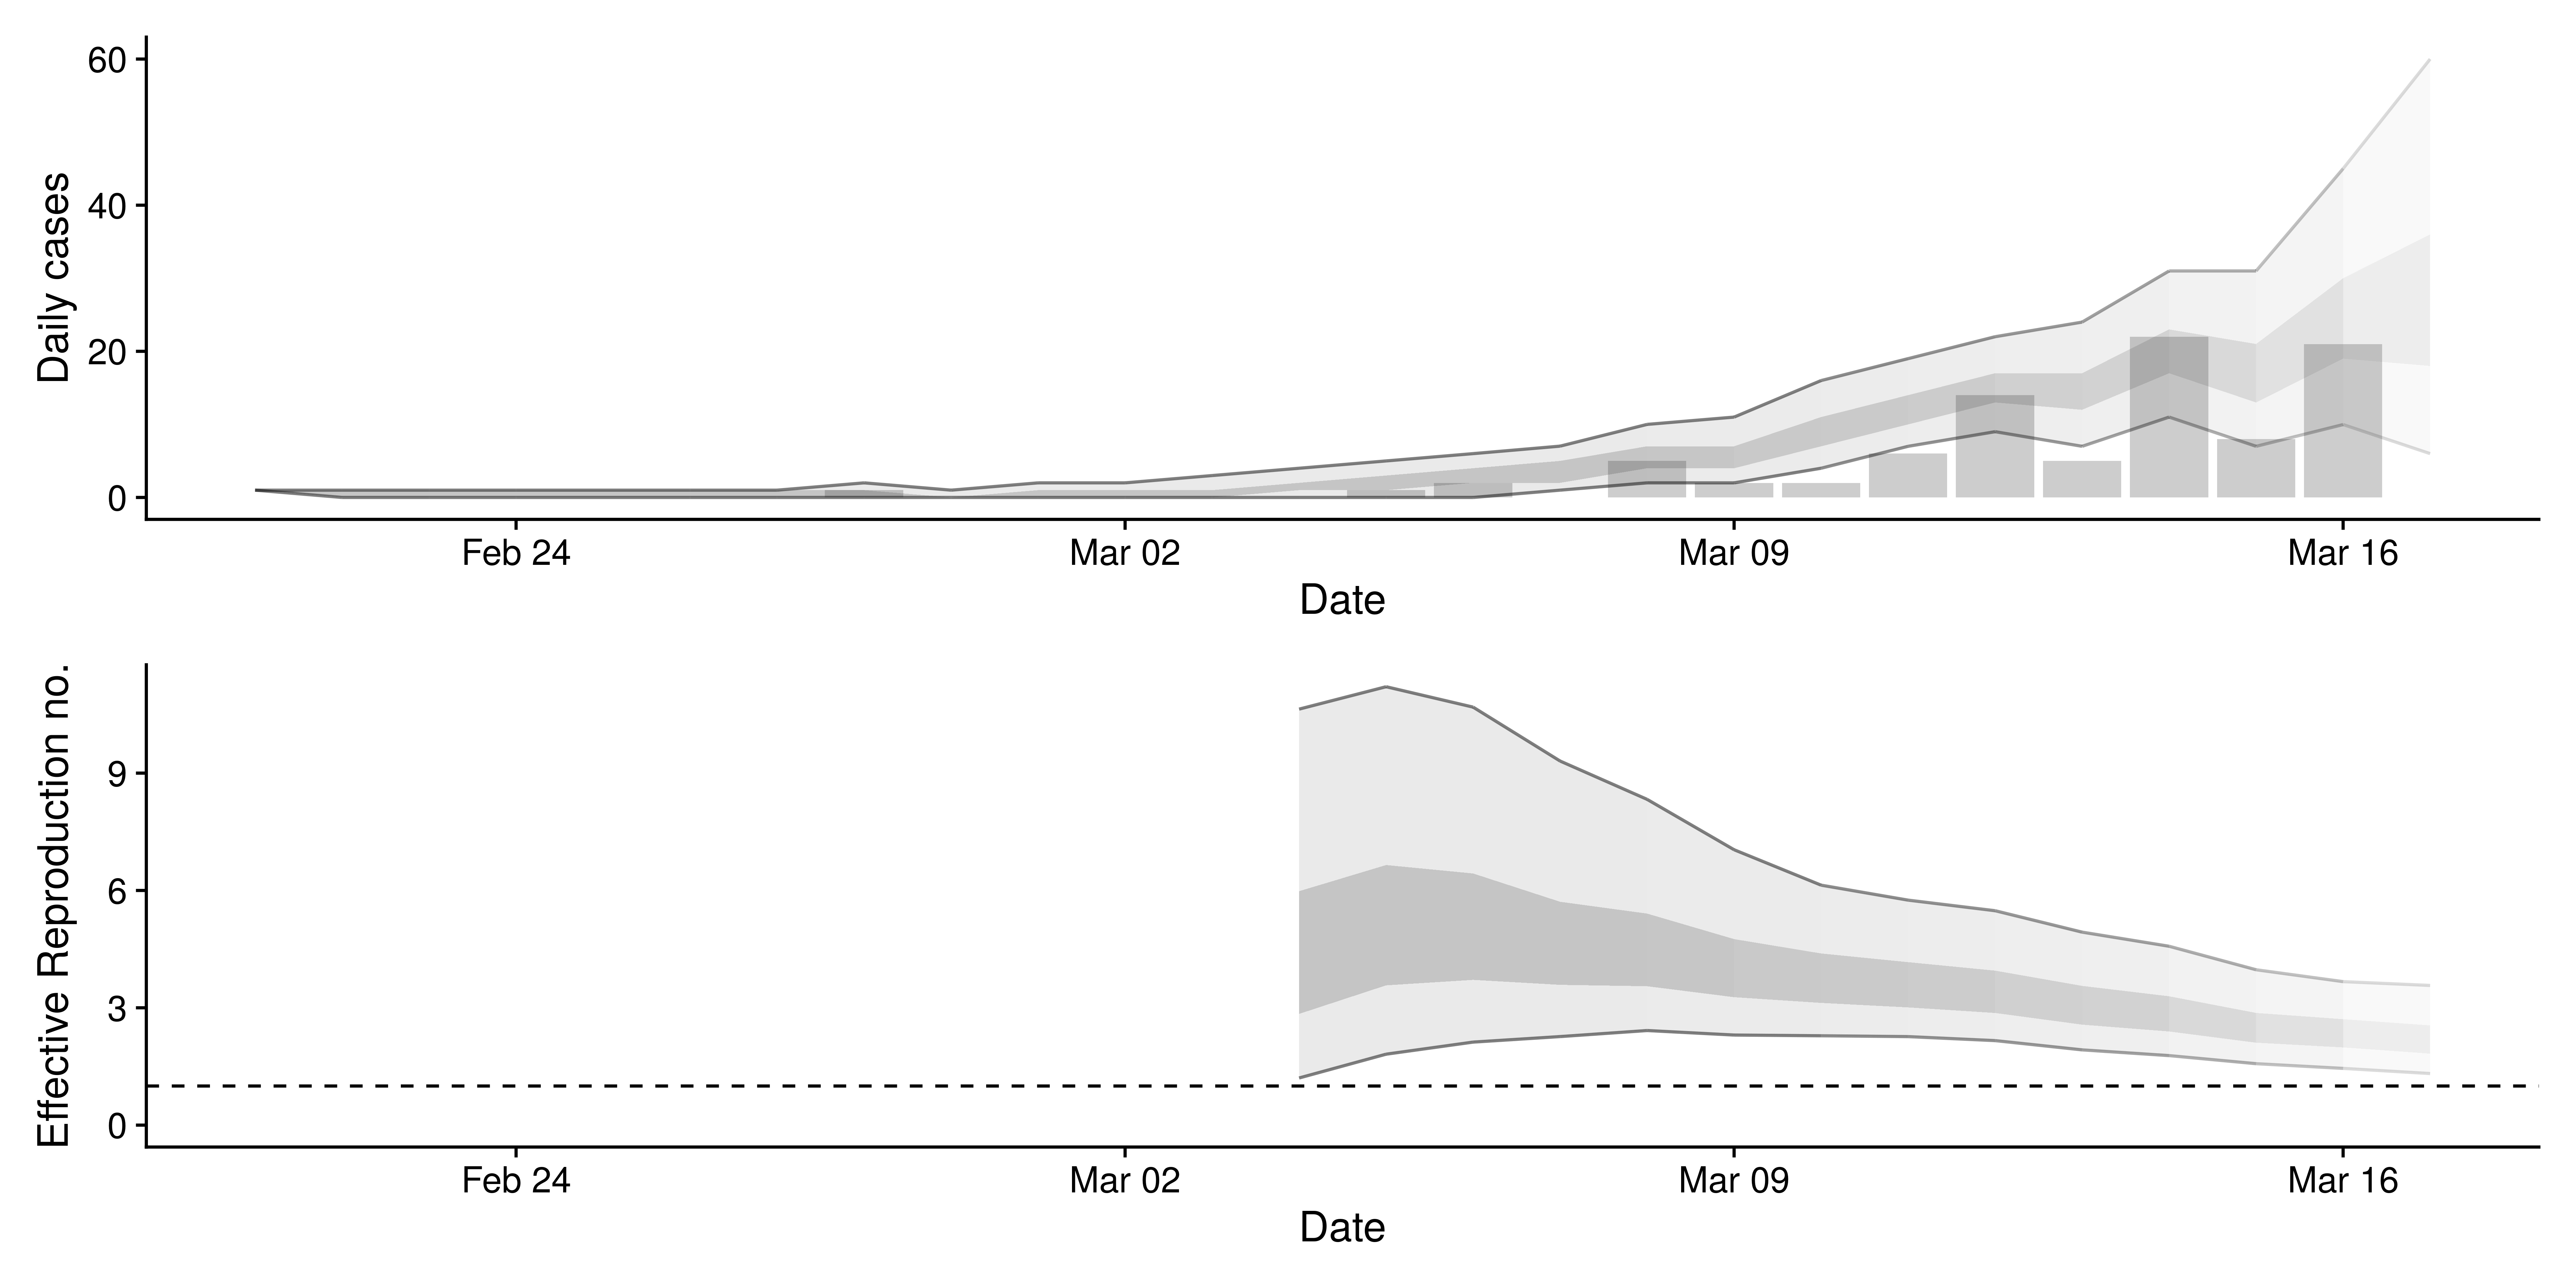 Daily cases
60
40
20
0
Feb 24 Mar 02 Mar 09 Mar 16
Date
Effective Reproduction no.
9
6
3
0
Feb 24 Mar 02 Mar 09 Mar 16
Date